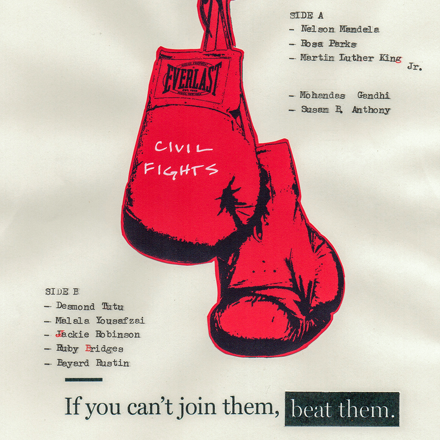 SIDE A
- Nelson Mandela
- Rosa Parks
- Martin Luther King Jr.
- Mohandas Gandhi
- Susan B. Anthony
EVERLAST
CIVIL
FIGHTS
SIDE B
- Desmond Tutu
- Malala Yousafzai
- Jackie Robinson
- Ruby Bridges
- Bayard Rustin
If you can't join them, beat them.